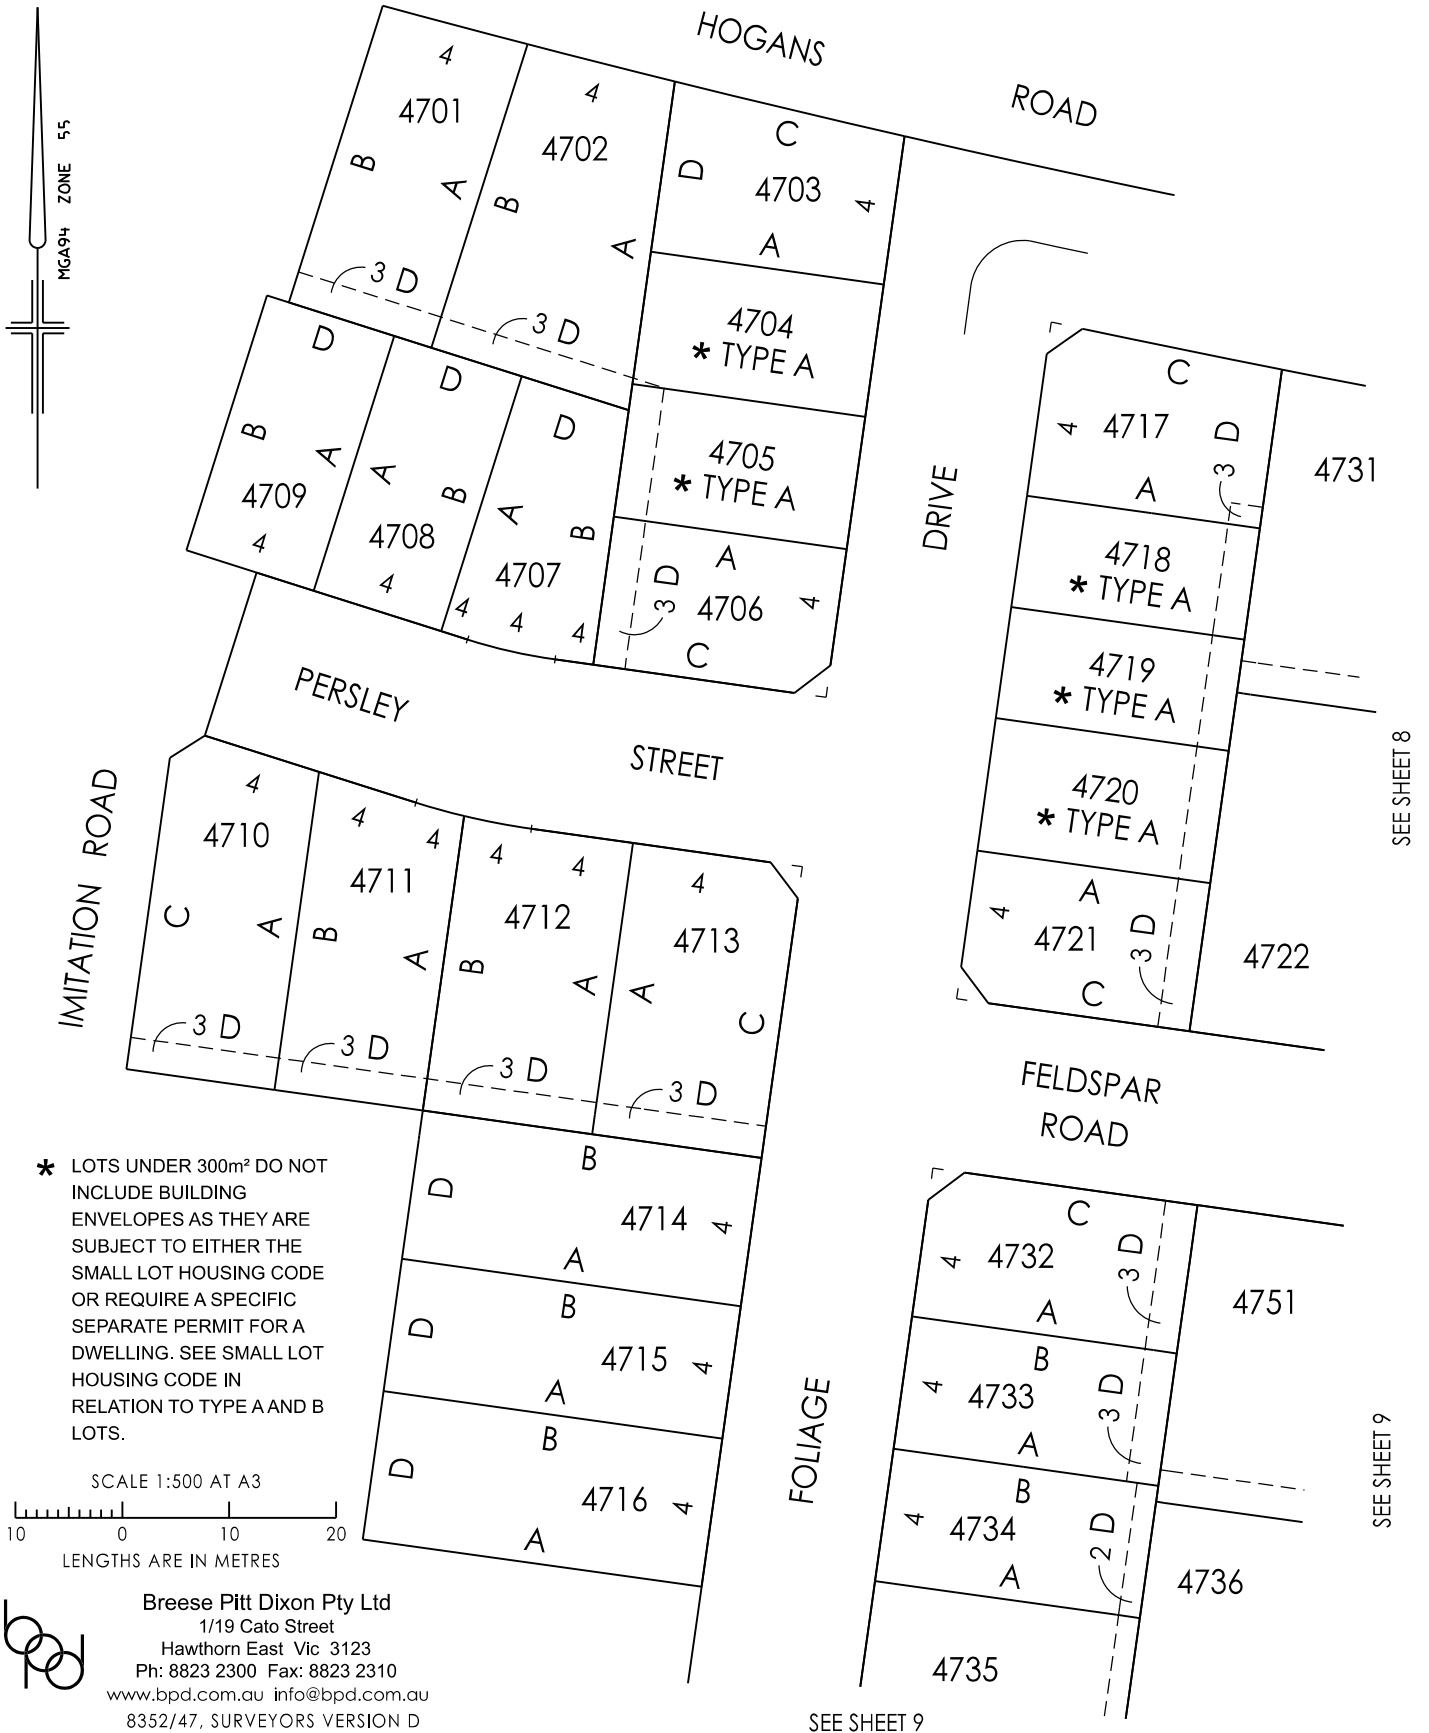 HOGANS
ROAD
MGA94 ZONE 55
4
4701
B
A
3 D
4
4702
B
A
3 D
C
D
4703
4
A
4704
* TYPE A
4705
* TYPE A
A
3 D
4706
4
C
D
B
A
4709
4
D
A
B
4708
4
D
A
B
4707
4
4
4
DRIVE
C
4
4717
3 D
A
4731
4718
* TYPE A
4719
* TYPE A
4720
* TYPE A
A
4
4721
3 D
C
4722
SEE SHEET 8
PERSLEY
STREET
IMITATION ROAD
4
4710
C
A
3 D
4
4
4711
B
A
3 D
4
4
4712
B
A
3 D
4
4713
A
C
3 D
FELDSPAR
ROAD
B
D
4714
4
A
B
D
4715
4
A
B
D
4716
4
A
FOLIAGE
C
4
4732
3 D
A
4751
B
4
4733
3 D
A
B
4
4734
2 D
A
4736
4735
SEE SHEET 9
SEE SHEET 9
* LOTS UNDER 300m² DO NOT
INCLUDE BUILDING
ENVELOPES AS THEY ARE
SUBJECT TO EITHER THE
SMALL LOT HOUSING CODE
OR REQUIRE A SPECIFIC
SEPARATE PERMIT FOR A
DWELLING. SEE SMALL LOT
HOUSING CODE IN
RELATION TO TYPE A AND B
LOTS.
SCALE 1:500 AT A3
10 0 10 20
LENGTHS ARE IN METRES
bpd
Breese Pitt Dixon Pty Ltd
1/19 Cato Street
Hawthorn East Vic 3123
Ph: 8823 2300 Fax: 8823 2310
www.bpd.com.au info@bpd.com.au
8352/47, SURVEYORS VERSION D